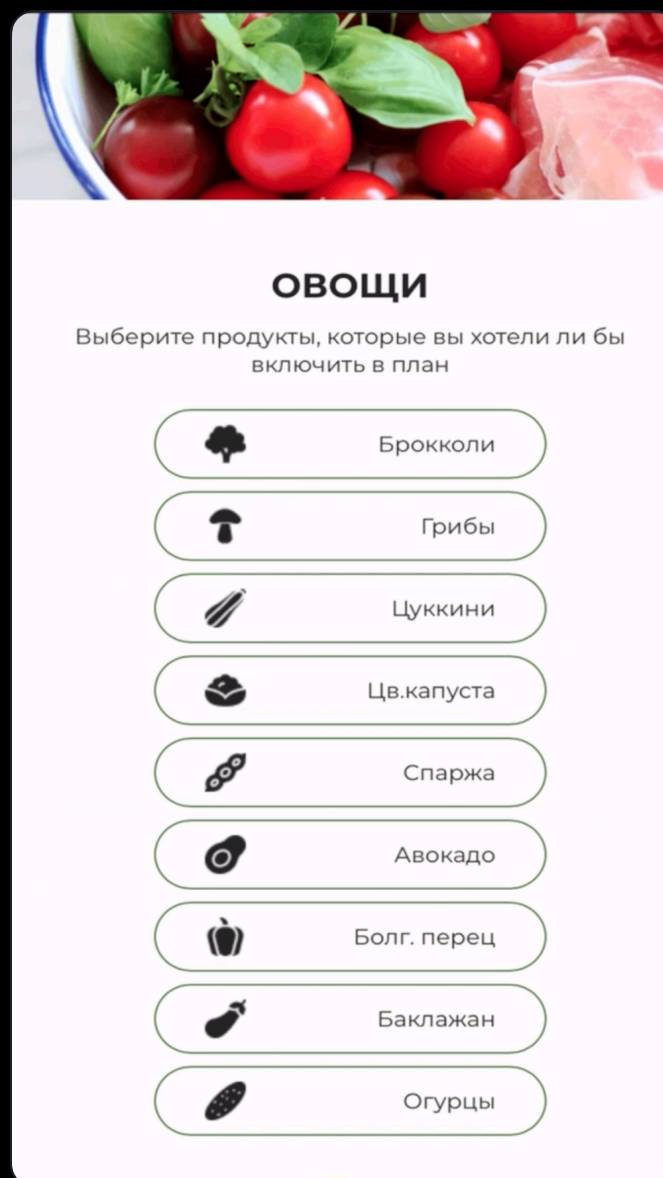 ОВОЩИ
Выберите продукты, которые вы хотели ли бы
включить в план
Брокколи
Грибы
Цуккини
Цв.капуста
Спаржа
Авокадо
Болг. перец
Баклажан
Огурцы